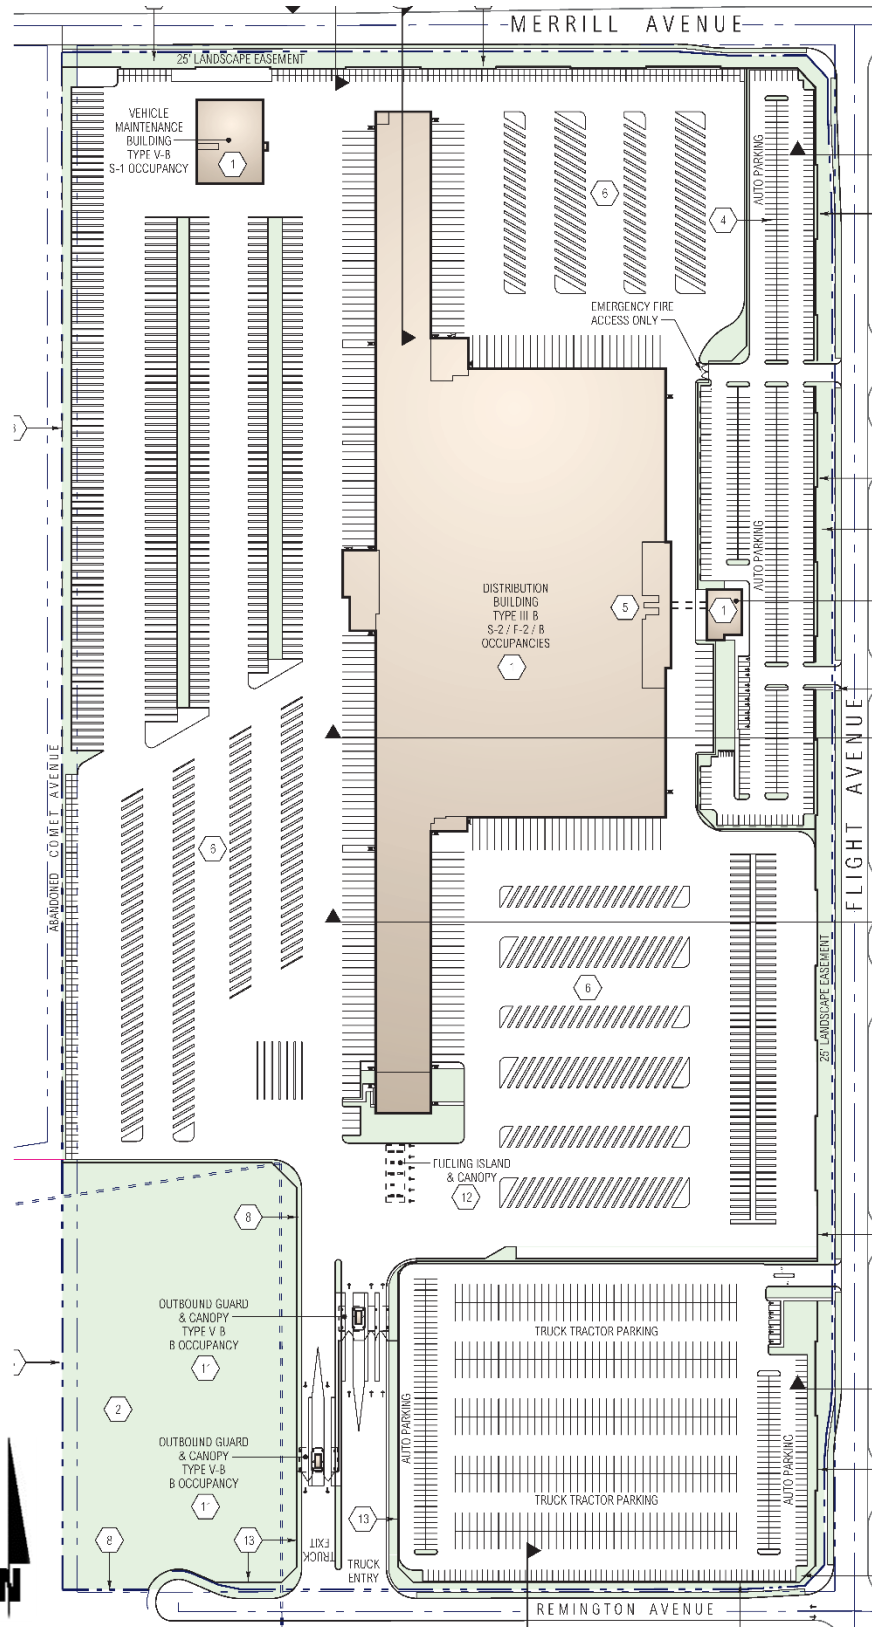 MERRILL AVENUE
25' LANDSCAPE EASEMENT
VEHICLE
MAINTENANCE
BUILDING
TYPE V-B
S-1 OCCUPANCY
1
6
4
AUTO PARKING
EMERGENCY FIRE
ACCESS ONLY
AUTO PARKING
DISTRIBUTION
BUILDING
TYPE III B
S-2 / F-2 / B
OCCUPANCIES
1
5
1
ABANDONED COMET AVENUE
6
FLIGHT AVENUE
6
25' LANDSCAPE EASEMENT
FUELING ISLAND
& CANOPY
12
8
OUTBOUND GUARD
& CANOPY
TYPE V B
B OCCUPANCY
11
2
OUTBOUND GUARD
& CANOPY
TYPE V-B
B OCCUPANCY
11
TRUCK TRACTOR PARKING
AUTO PARKING
AUTO PARKING
TRUCK TRACTOR PARKING
8
13
13
TRUCK
EXIT
TRUCK
ENTRY
N
REMINGTON AVENUE